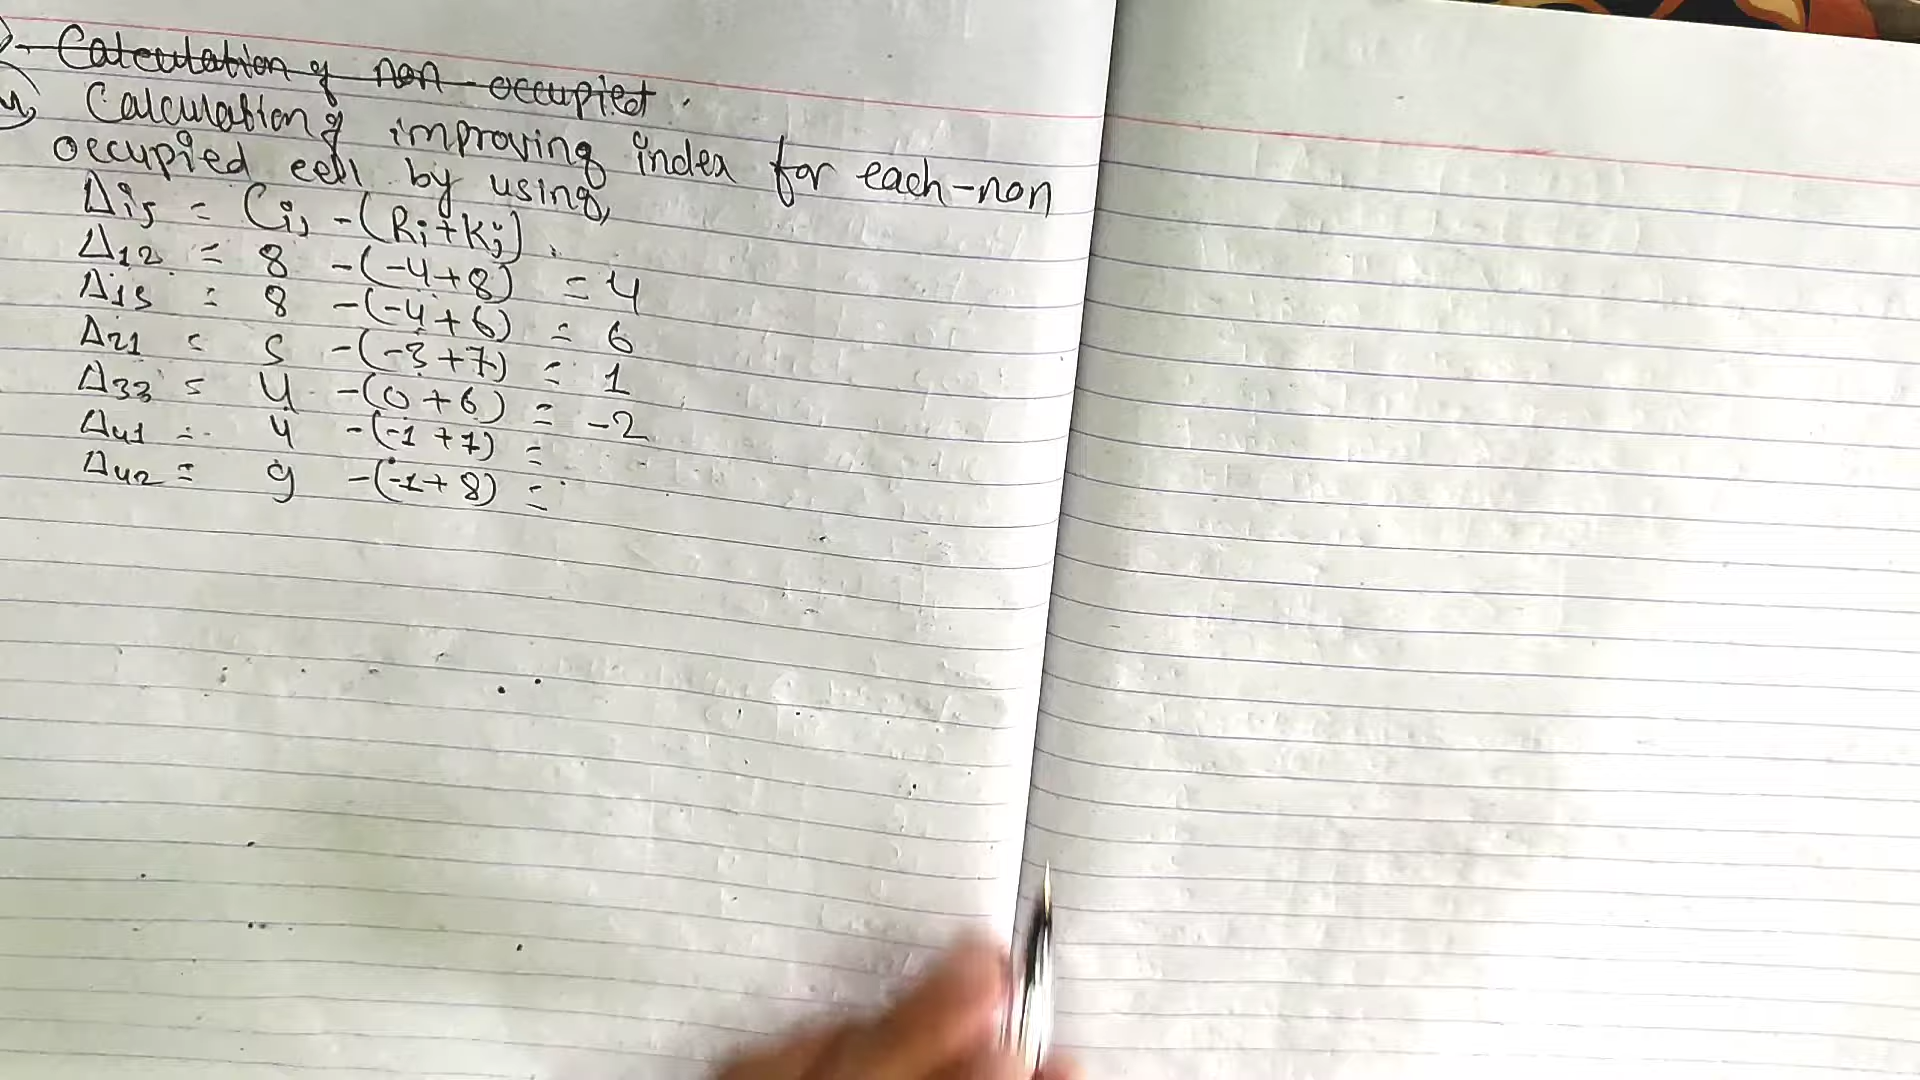 Calculation of non-occupied.
Calculation of improving index for each-non
occupied cell by using,
Δij = Cij -(Ri+Kj).
Δ12 = 8 -(-4+8) = 4
Δ13 = 8 -(-4+6) = 6
Δ21 = 5 -(-3+7) = 1
Δ33 = 4 -(0+6) = -2
Δ41 = 4 -(-1+7) =
Δ42 = 9 -(-1+8) =